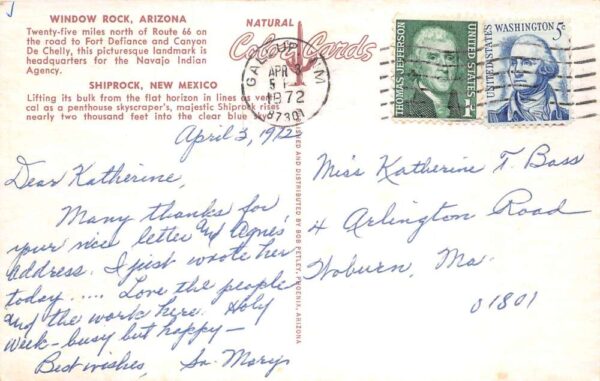 J
WINDOW ROCK, ARIZONA
Twenty-five miles north of Route 66 on
the road to Fort Defiance and Canyon
De Chelly, this picturesque landmark is
headquarters for the Navajo Indian
Agency.
SHIPROCK, NEW MEXICO
Lifting its bulk from the flat horizon in lines as verti-
cal as a penthouse skyscraper's, majestic Shiprock rises
nearly two thousand feet into the clear blue sky.
NATURAL
Color Cards
GALLUP
APR
1972
87301
THOMAS JEFFERSON
UNITED STATES
1¢
WASHINGTON 5¢
UNITED STATES
AND DISTRIBUTED BY BOB PETLEY, PHOENIX, ARIZONA
April 3, 1972
Dear Katherine,
Many thanks for
your nice letter and Agnes'
address. I just wrote her
today..... Love the people
and the work here. Holy
week - busy but happy -
Best wishes, Sr. Mary
Miss Katherine T. Bass
4 Arlington Road
Woburn, Ma.
01801